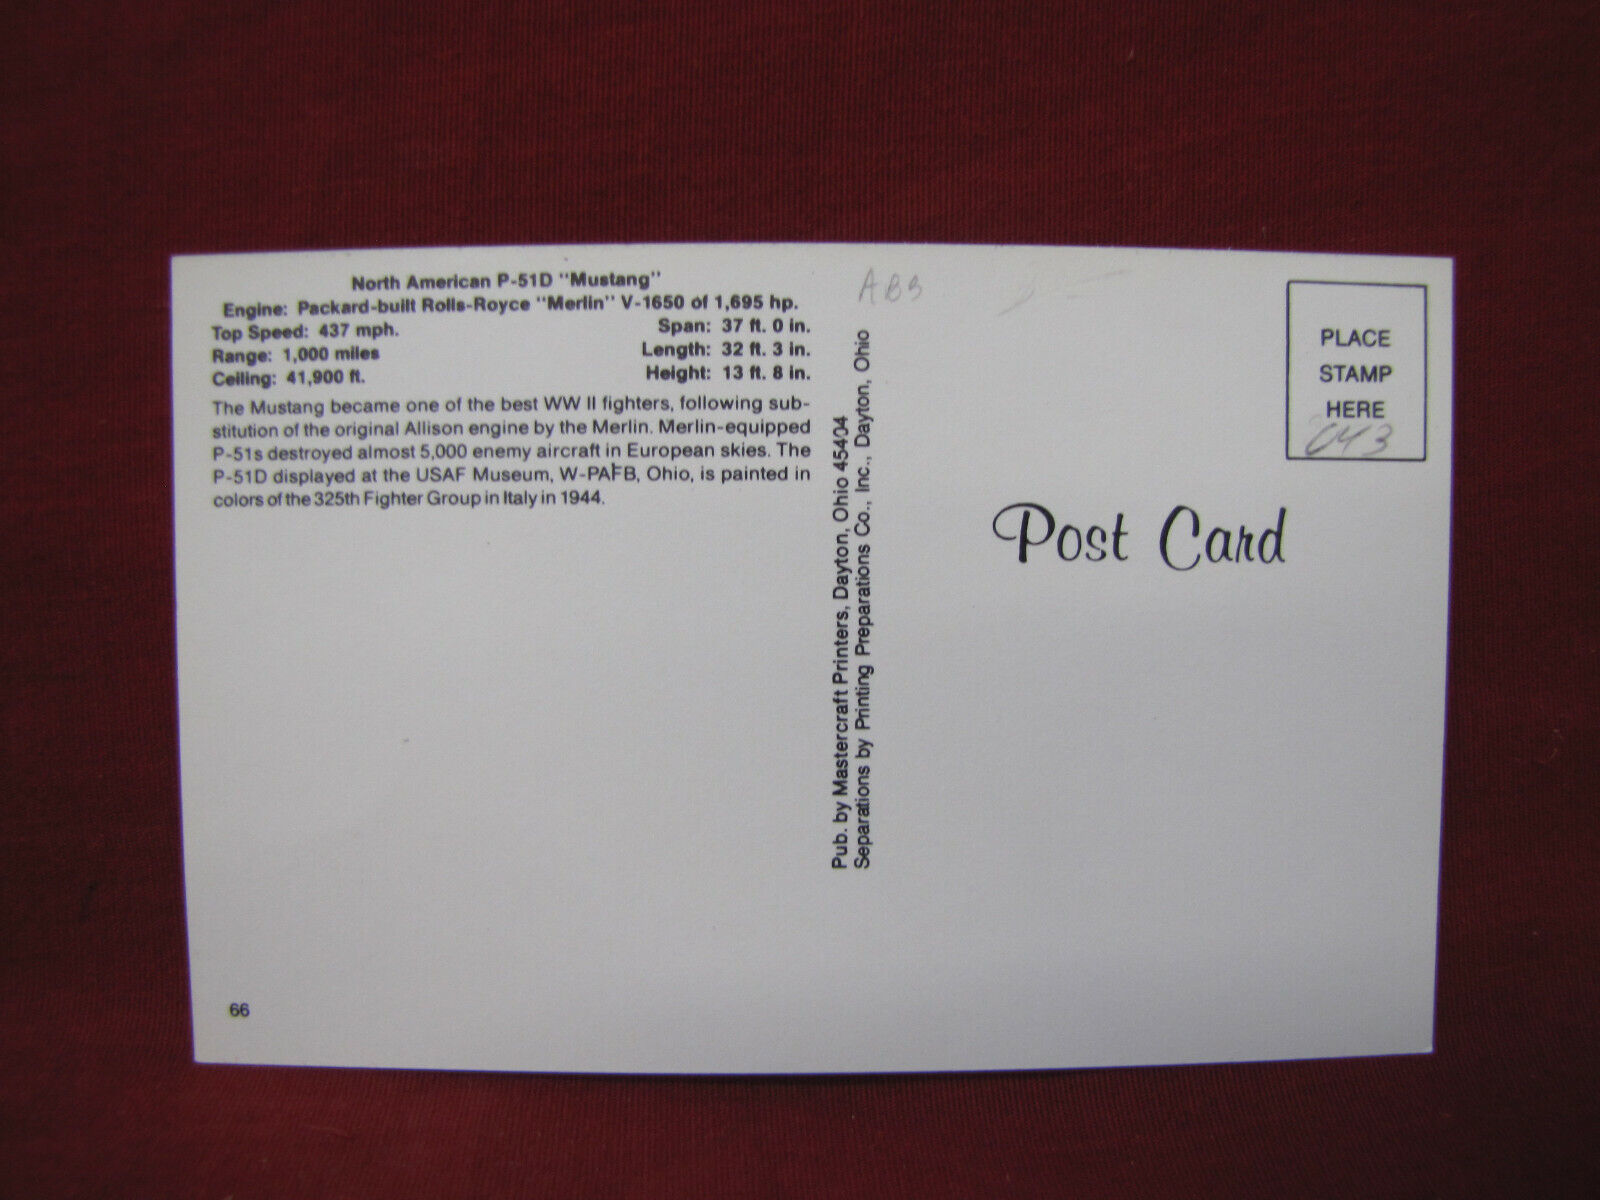 North American P-51D "Mustang"
Engine: Packard-built Rolls-Royce "Merlin" V-1650 of 1,695 hp.
Top Speed: 437 mph. Span: 37 ft. 0 in.
Range: 1,000 miles Length: 32 ft. 3 in.
Ceiling: 41,900 ft. Height: 13 ft. 8 in.
The Mustang became one of the best WW II fighters, following sub-
stitution of the original Allison engine by the Merlin. Merlin-equipped
P-51s destroyed almost 5,000 enemy aircraft in European skies. The
P-51D displayed at the USAF Museum, W-PAFB, Ohio, is painted in
colors of the 325th Fighter Group in Italy in 1944.
66
Pub. by Mastercraft Printers, Dayton, Ohio 45404
Separations by Printing Preparations Co., Inc., Dayton, Ohio
PLACE
STAMP
HERE
Post Card